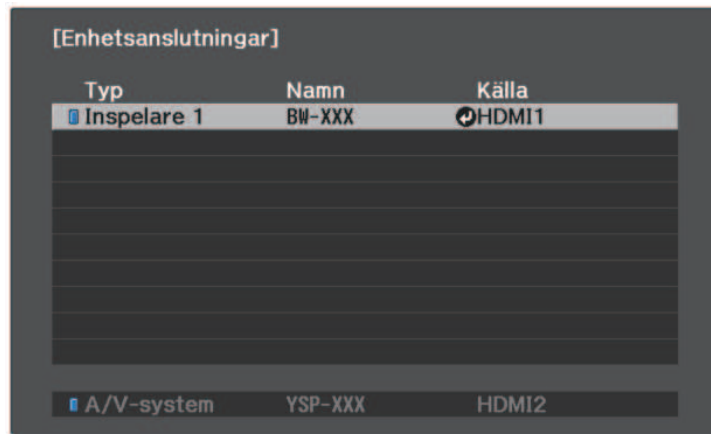 [Enhetsanslutningar]
Typ Namn Källa
Inspelare 1 BW-XXX HDMI1
A/V-system YSP-XXX HDMI2